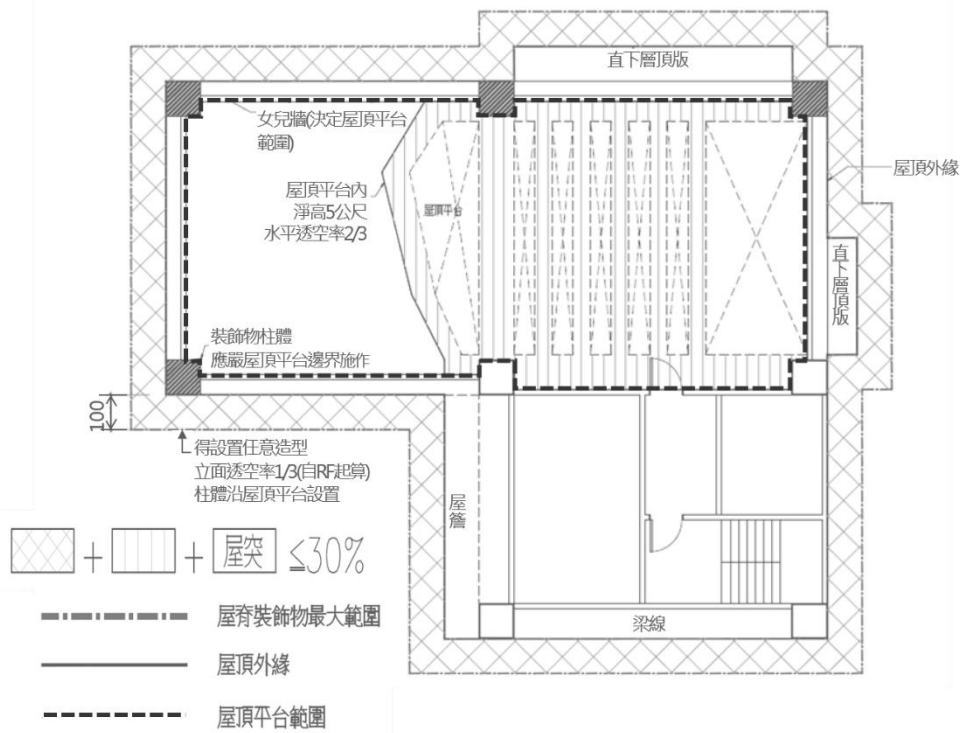 直下層頂版
女兒牆(決定屋頂平台
範圍)
屋頂外緣
屋頂平台內
淨高5公尺
水平透空率2/3
屋頂平台
直下層頂版
裝飾物柱體
應嚴屋頂平台邊界施作
100
得設置任意造型
立面透空率1/3(自RF起算)
柱體沿屋頂平台設置
屋簷
屋突 ≦30%
+ +
梁線
屋脊裝飾物最大範圍
屋頂外緣
屋頂平台範圍